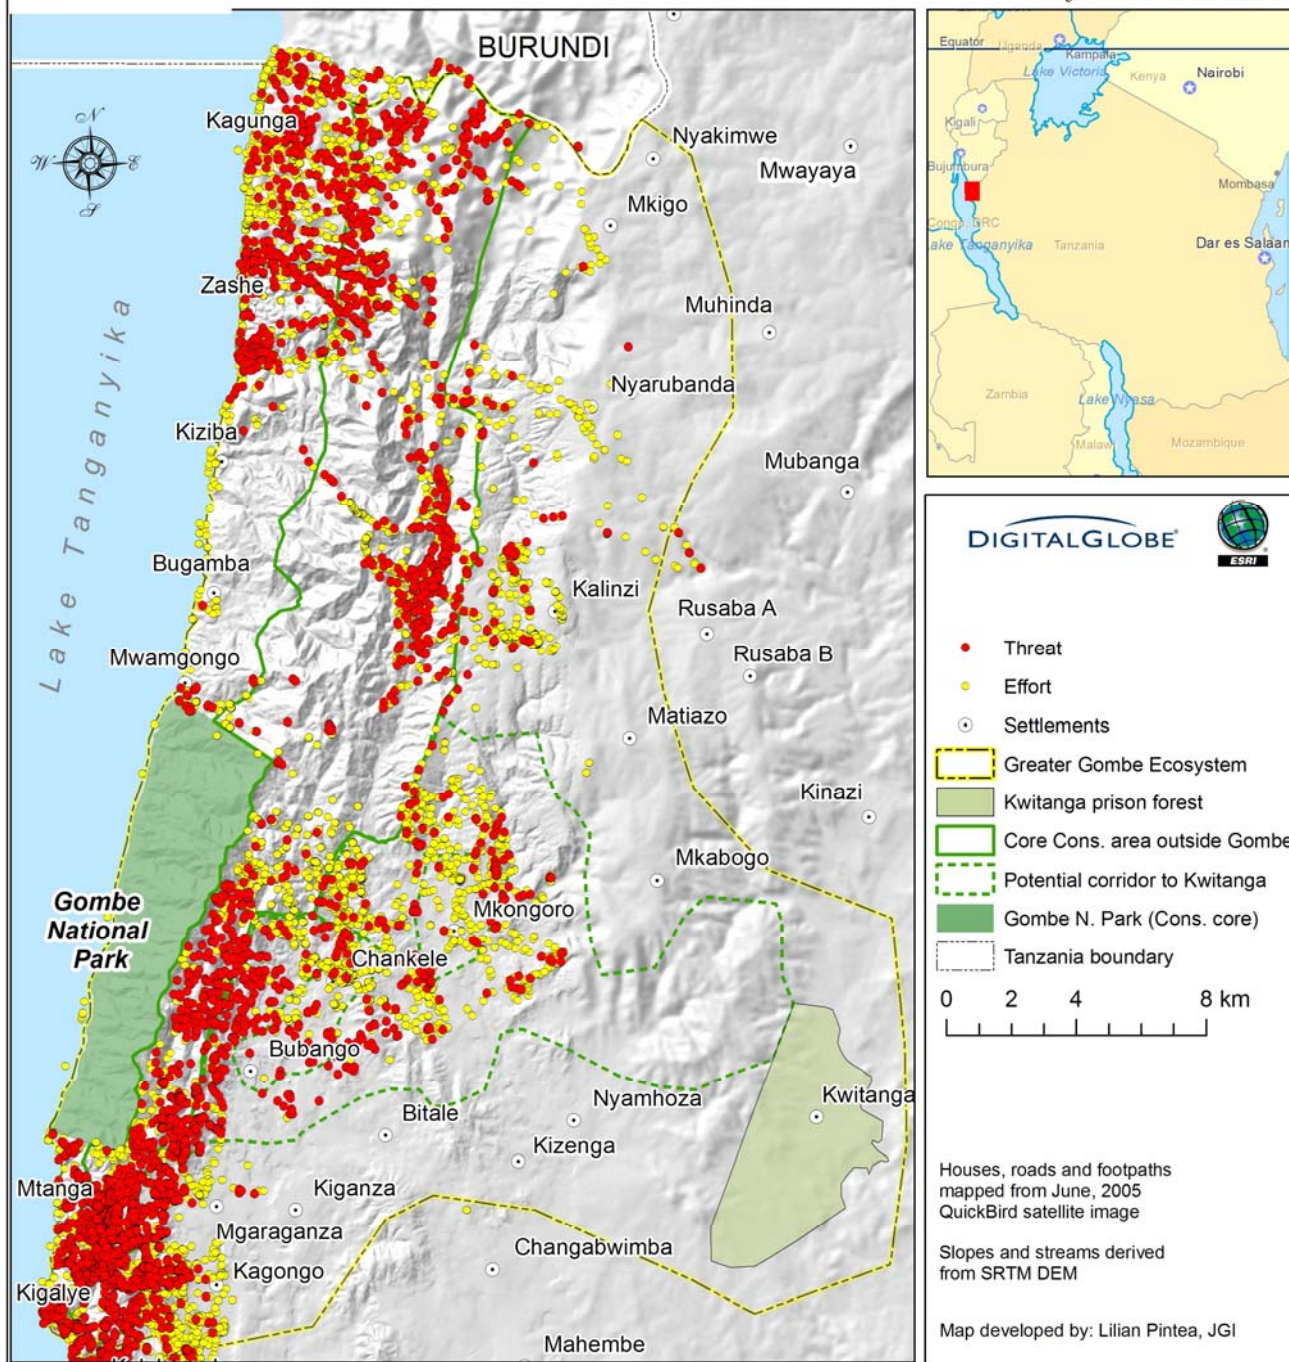 BURUNDI
N
W
E
S
Kagunga
Nyakimwe
Mwayaya
Mkigo
Zashe
Muhinda
Nyarubanda
Kiziba
Mubanga
Lake Tanganyika
Bugamba
Kalinzi
Rusaba A
Mwamgongo
Rusaba B
Matiazo
Kinazi
Mkabogo
Gombe
National
Park
Mkongoro
Chankele
Bubango
Nyamhoza
Kwitanga
Bitale
Kizenga
Mtanga
Kiganza
Mgaraganza
Changabwimba
Kagongo
Kigalye
Mahembe
Equator
Uganda
Kampala
Lake Victoria
Kenya
Nairobi
Kigali
Bujumbura
Mombasa
Congo, DRC
Lake Tanganyika
Tanzania
Dar es Salaam
Zambia
Lake Nyasa
Malawi
Mozambique
DIGITALGLOBE®
ESRI
Threat
Effort
Settlements
Greater Gombe Ecosystem
Kwitanga prison forest
Core Cons. area outside Gombe
Potential corridor to Kwitanga
Gombe N. Park (Cons. core)
Tanzania boundary
0 2 4 8 km
Houses, roads and footpaths
mapped from June, 2005
QuickBird satellite image
Slopes and streams derived
from SRTM DEM
Map developed by: Lilian Pintea, JGI